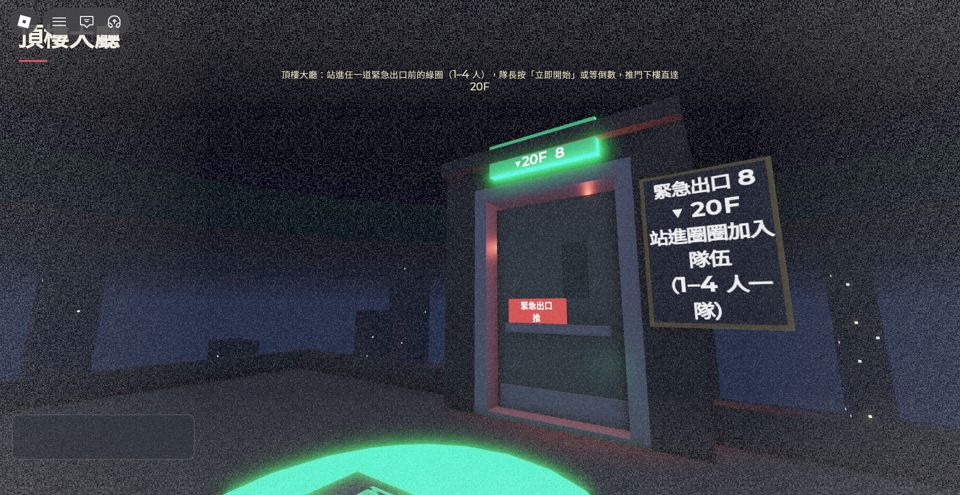 頂樓大廳
頂樓大廳：站進任一道緊急出口前的綠圈（1–4 人），隊長按「立即開始」或等倒數，推門下樓直達
20F
▼20F 8
緊急出口 8
▼ 20F
站進圈圈加入
隊伍
（1–4 人一
隊）
緊急出口
推